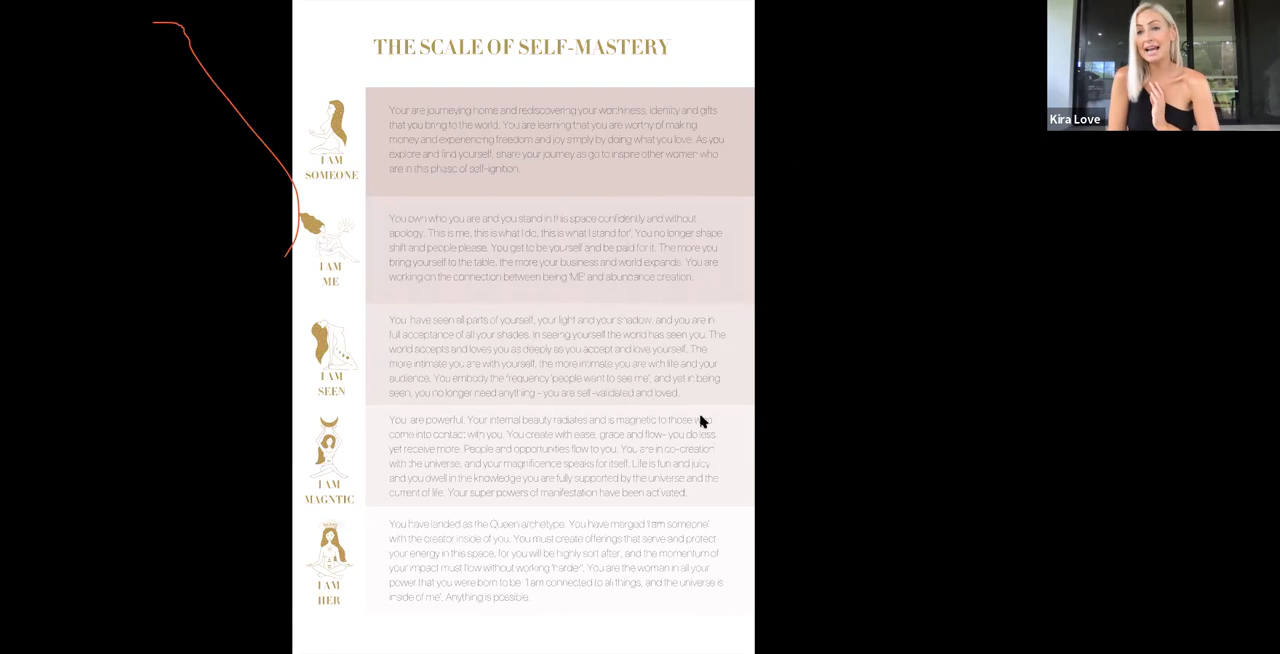 THE SCALE OF SELF-MASTERY
Kira Love
I AM
SOMEONE
You are journeying home and rediscovering your worthiness, identity and gifts
that you bring to the world. You are learning that you are worthy of making
money and experiencing freedom and joy simply by doing what you love. As you
explore and find yourself, share your journey as go to inspire other women who
are in this phase of self-ignition.
I AM
ME
You own who you are and you stand in this space confidently and without
apology. 'This is me, this is what I do, this is what I stand for'. You no longer shape
shift and people please. You get to be yourself and be paid for it. The more you
bring yourself to the table, the more your business and world expands. You are
working on the connection between being 'ME' and abundance creation.
I AM
SEEN
You have seen all parts of yourself, your light and your shadow, and you are in
full acceptance of all your shades. In seeing yourself the world has seen you. The
world accepts and loves you as deeply as you accept and love yourself. The
more intimate you are with yourself, the more intimate you are with life and your
audience. You embody the frequency 'people want to see me', and yet in being
seen, you no longer need anything - you are self-validated and loved.
I AM
MAGNTIC
You are powerful. Your internal beauty radiates and is magnetic to those who
come into contact with you. You create with ease, grace and flow- you do less
yet receive more. People and opportunities flow to you. You are in co-creation
with the universe, and your magnificence speaks for itself. Life is fun and juicy
and you dwell in the knowledge you are fully supported by the universe and the
current of life. Your super powers of manifestation have been activated.
I AM
HER
You have landed as the Queen archetype. You have merged 'I am someone'
with the creator inside of you. You must create offerings that serve and protect
your energy in this space, for you will be highly sort after, and the momentum of
your impact must flow without working 'harder'. You are the woman in all your
power that you were born to be. 'I am connected to all things, and the universe is
inside of me'. Anything is possible.